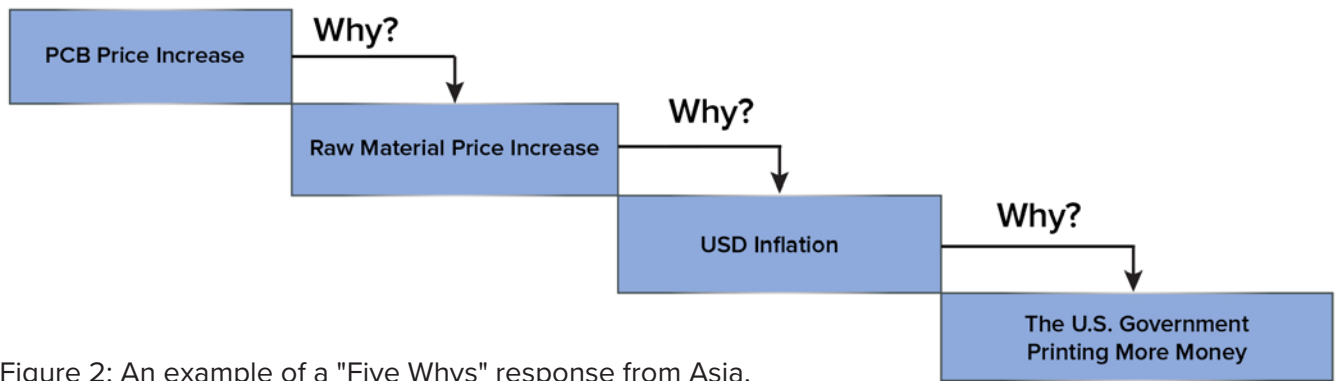 PCB Price Increase
Why?
Raw Material Price Increase
Why?
USD Inflation
Why?
The U.S. Government
Printing More Money
Figure 2: An example of a "Five Whys" response from Asia.